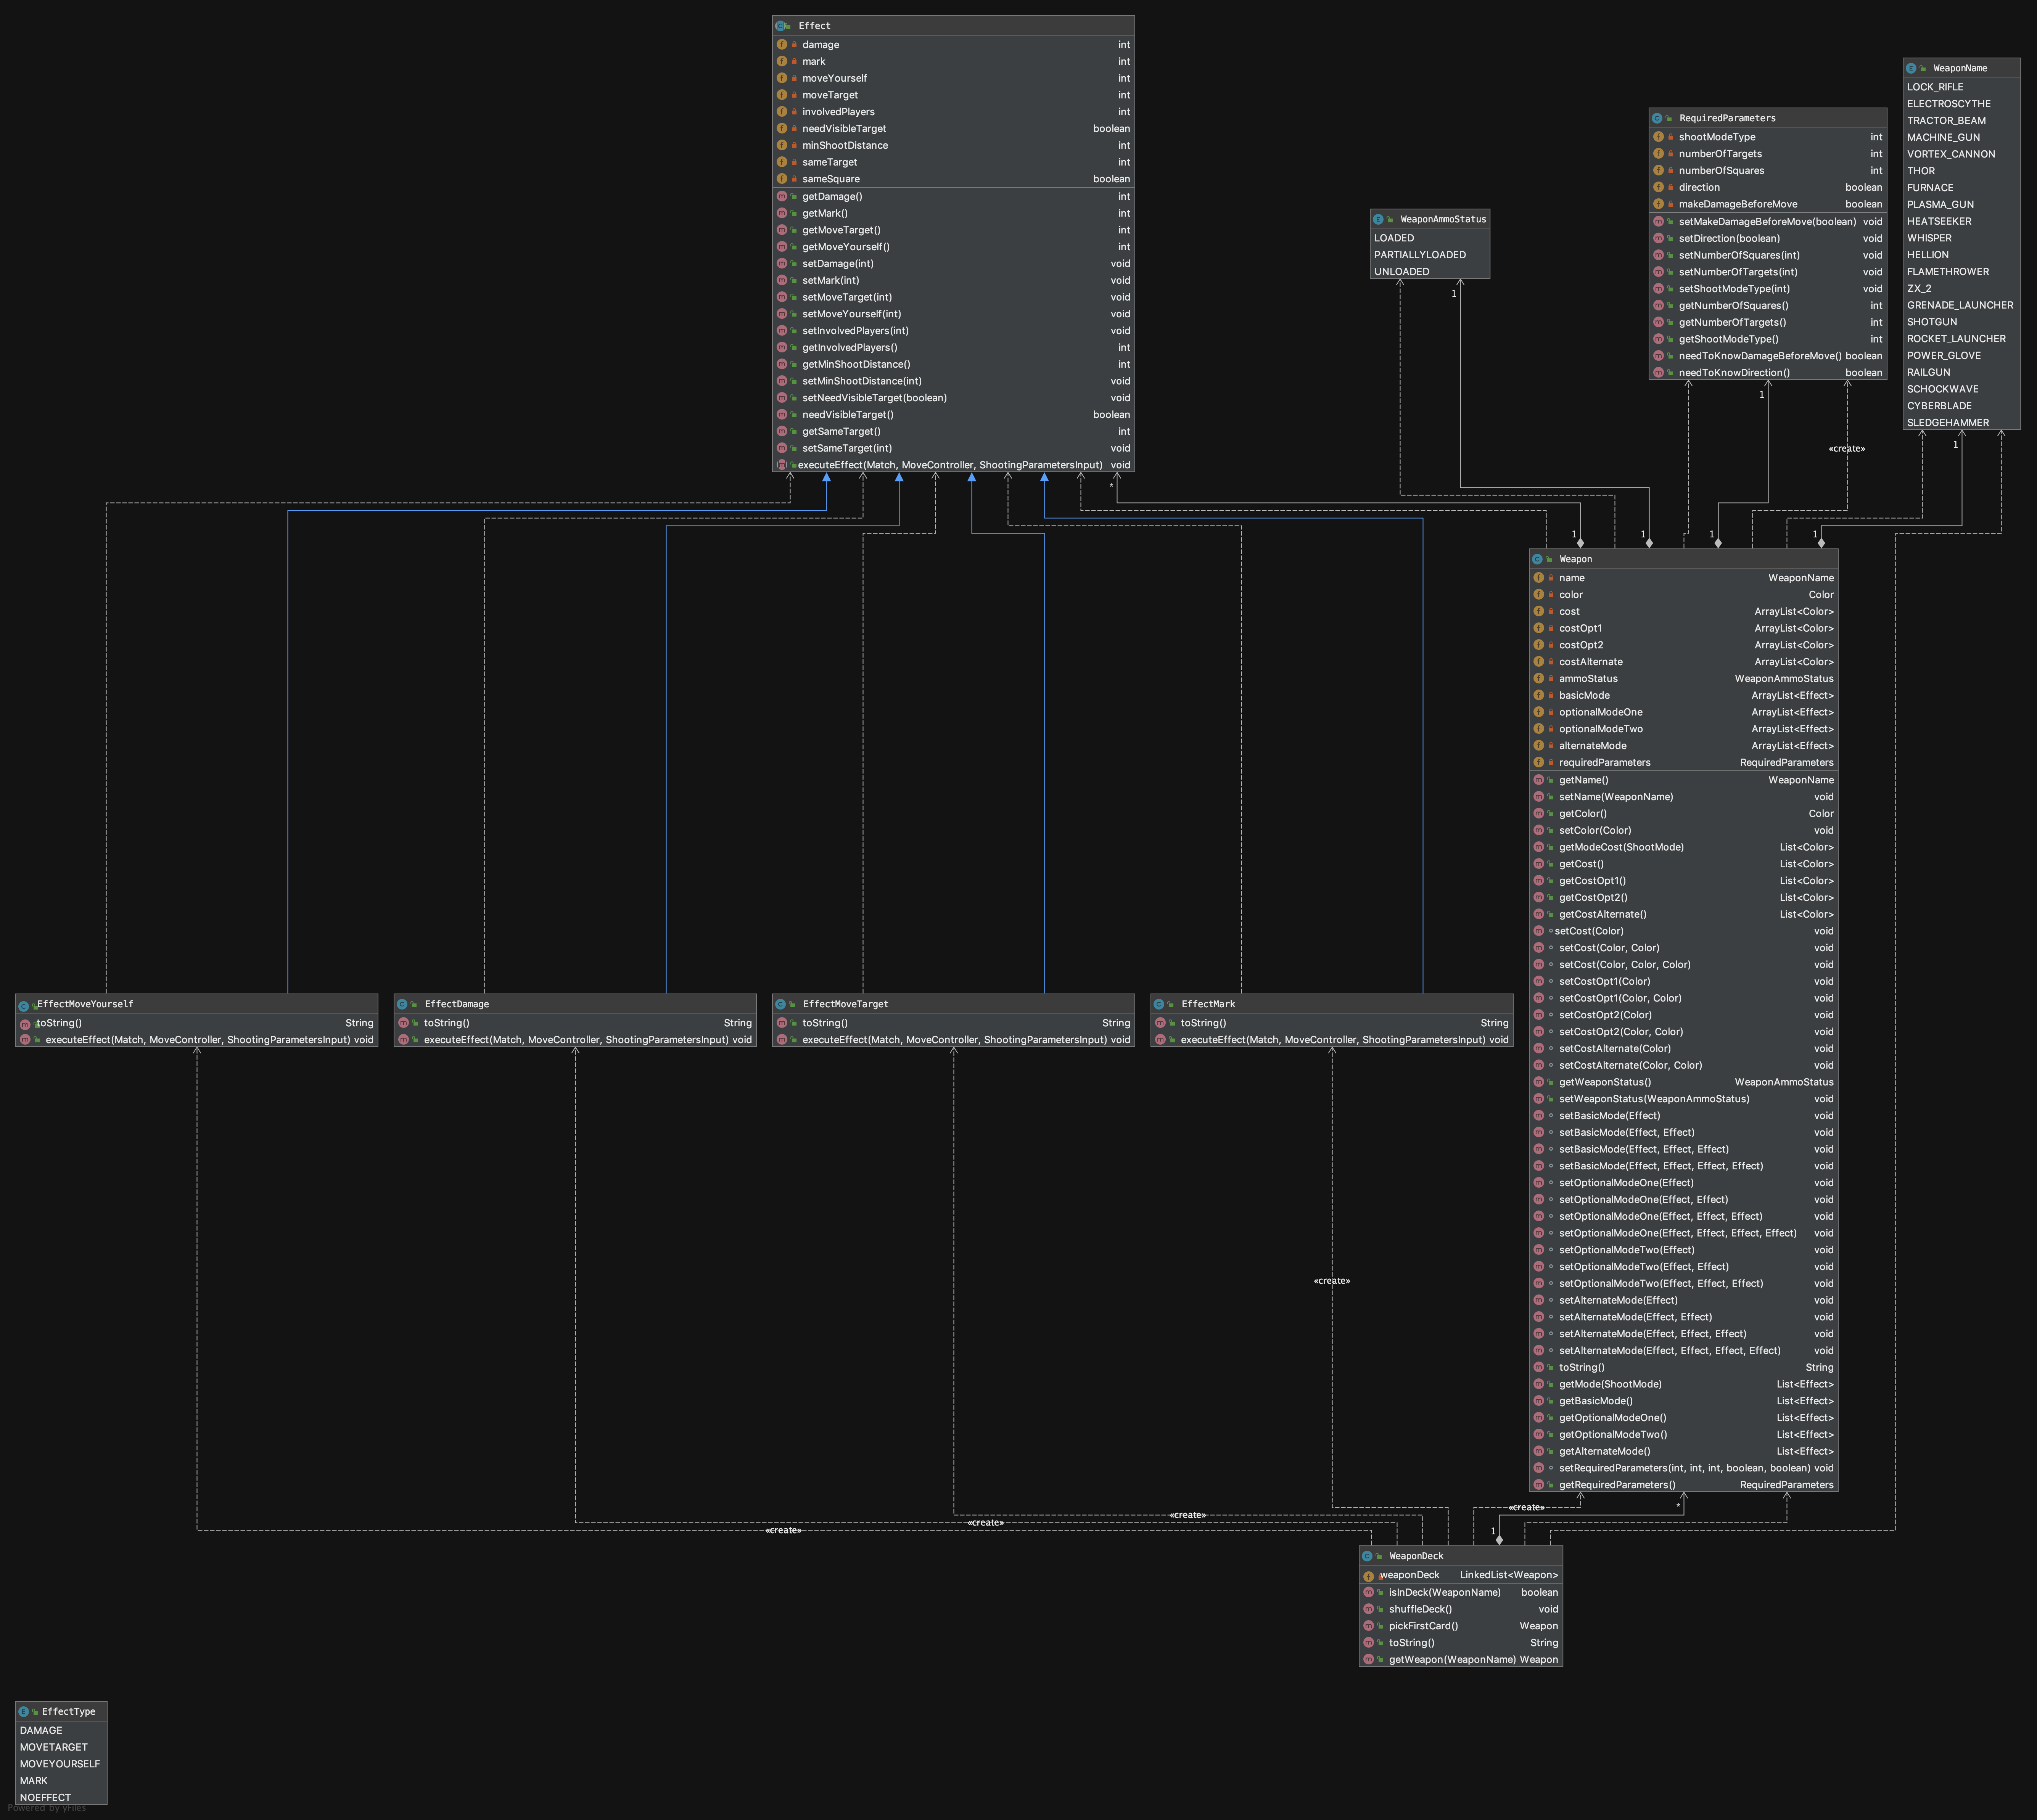 Effect
damage int
mark int
moveYourself int
moveTarget int
involvedPlayers int
needVisibleTarget boolean
minShootDistance int
sameTarget int
sameSquare boolean
getDamage() int
getMark() int
getMoveTarget() int
getMoveYourself() int
setDamage(int) void
setMark(int) void
setMoveTarget(int) void
setMoveYourself(int) void
setInvolvedPlayers(int) void
getInvolvedPlayers() int
getMinShootDistance() int
setMinShootDistance(int) void
setNeedVisibleTarget(boolean) void
needVisibleTarget() boolean
getSameTarget() int
setSameTarget(int) void
executeEffect(Match, MoveController, ShootingParametersInput) void
WeaponAmmoStatus
LOADED
PARTIALLYLOADED
UNLOADED
RequiredParameters
shootModeType int
numberOfTargets int
numberOfSquares int
direction boolean
makeDamageBeforeMove boolean
setMakeDamageBeforeMove(boolean) void
setDirection(boolean) void
setNumberOfSquares(int) void
setNumberOfTargets(int) void
setShootModeType(int) void
getNumberOfSquares() int
getNumberOfTargets() int
getShootModeType() int
needToKnowDamageBeforeMove() boolean
needToKnowDirection() boolean
WeaponName
LOCK_RIFLE
ELECTROSCYTHE
TRACTOR_BEAM
MACHINE_GUN
VORTEX_CANNON
THOR
FURNACE
PLASMA_GUN
HEATSEEKER
WHISPER
HELLION
FLAMETHROWER
ZX_2
GRENADE_LAUNCHER
SHOTGUN
ROCKET_LAUNCHER
POWER_GLOVE
RAILGUN
SCHOCKWAVE
CYBERBLADE
SLEDGEHAMMER
1
1
«create»
1
*
1
1
1
1
Weapon
name WeaponName
color Color
cost ArrayList<Color>
costOpt1 ArrayList<Color>
costOpt2 ArrayList<Color>
costAlternate ArrayList<Color>
ammoStatus WeaponAmmoStatus
basicMode ArrayList<Effect>
optionalModeOne ArrayList<Effect>
optionalModeTwo ArrayList<Effect>
alternateMode ArrayList<Effect>
requiredParameters RequiredParameters
getName() WeaponName
setName(WeaponName) void
getColor() Color
setColor(Color) void
getModeCost(ShootMode) List<Color>
getCost() List<Color>
getCostOpt1() List<Color>
getCostOpt2() List<Color>
getCostAlternate() List<Color>
setCost(Color) void
setCost(Color, Color) void
setCost(Color, Color, Color) void
setCostOpt1(Color) void
setCostOpt1(Color, Color) void
setCostOpt2(Color) void
setCostOpt2(Color, Color) void
setCostAlternate(Color) void
setCostAlternate(Color, Color) void
getWeaponStatus() WeaponAmmoStatus
setWeaponStatus(WeaponAmmoStatus) void
setBasicMode(Effect) void
setBasicMode(Effect, Effect) void
setBasicMode(Effect, Effect, Effect) void
setBasicMode(Effect, Effect, Effect, Effect) void
setOptionalModeOne(Effect) void
setOptionalModeOne(Effect, Effect) void
setOptionalModeOne(Effect, Effect, Effect) void
setOptionalModeOne(Effect, Effect, Effect, Effect) void
setOptionalModeTwo(Effect) void
setOptionalModeTwo(Effect, Effect) void
setOptionalModeTwo(Effect, Effect, Effect) void
setAlternateMode(Effect) void
setAlternateMode(Effect, Effect) void
setAlternateMode(Effect, Effect, Effect) void
setAlternateMode(Effect, Effect, Effect, Effect) void
toString() String
getMode(ShootMode) List<Effect>
getBasicMode() List<Effect>
getOptionalModeOne() List<Effect>
getOptionalModeTwo() List<Effect>
getAlternateMode() List<Effect>
setRequiredParameters(int, int, int, boolean, boolean) void
getRequiredParameters() RequiredParameters
EffectMoveYourself
toString() String
executeEffect(Match, MoveController, ShootingParametersInput) void
EffectDamage
toString() String
executeEffect(Match, MoveController, ShootingParametersInput) void
EffectMoveTarget
toString() String
executeEffect(Match, MoveController, ShootingParametersInput) void
EffectMark
toString() String
executeEffect(Match, MoveController, ShootingParametersInput) void
«create»
«create»
*
«create»
«create»
«create»
1
WeaponDeck
weaponDeck LinkedList<Weapon>
isInDeck(WeaponName) boolean
shuffleDeck() void
pickFirstCard() Weapon
toString() String
getWeapon(WeaponName) Weapon
EffectType
DAMAGE
MOVETARGET
MOVEYOURSELF
MARK
NOEFFECT
Powered by yFiles